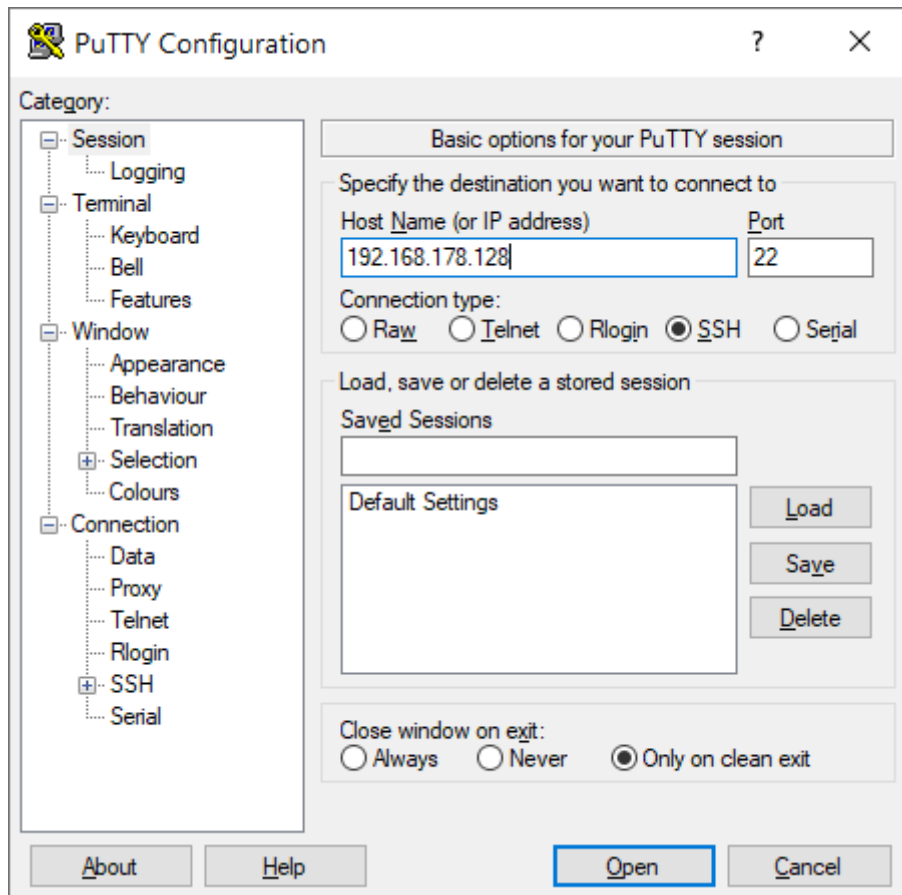 PuTTY Configuration
?
Category:
Session
Logging
Terminal
Keyboard
Bell
Features
Window
Appearance
Behaviour
Translation
Selection
Colours
Connection
Data
Proxy
Telnet
Rlogin
SSH
Serial
Basic options for your PuTTY session
Specify the destination you want to connect to
Host Name (or IP address) Port
192.168.178.128 22
Connection type:
Raw Telnet Rlogin SSH Serial
Load, save or delete a stored session
Saved Sessions
Default Settings
Load
Save
Delete
Close window on exit:
Always Never Only on clean exit
About Help Open Cancel